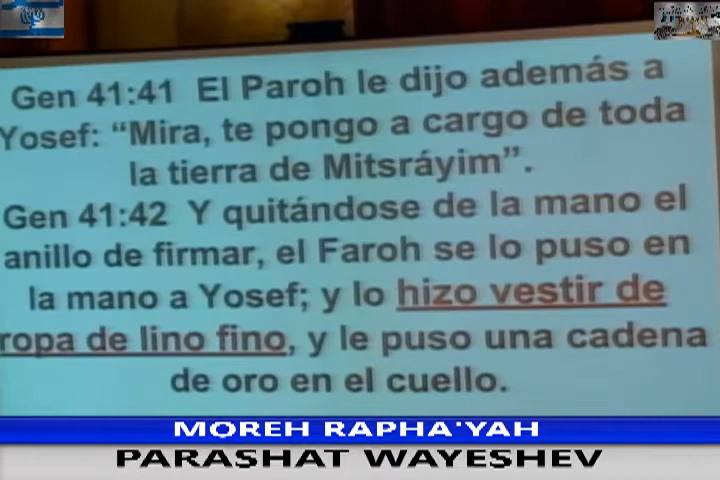 Gen 41:41 El Paroh le dijo además a
Yosef: “Mira, te pongo a cargo de toda
la tierra de Mitsráyim”.
Gen 41:42 Y quitándose de la mano el
anillo de firmar, el Faroh se lo puso en
la mano a Yosef; y lo hizo vestir de
ropa de lino fino, y le puso una cadena
de oro en el cuello.
MOREH RAPHA'YAH
PARASHAT WAYESHEV